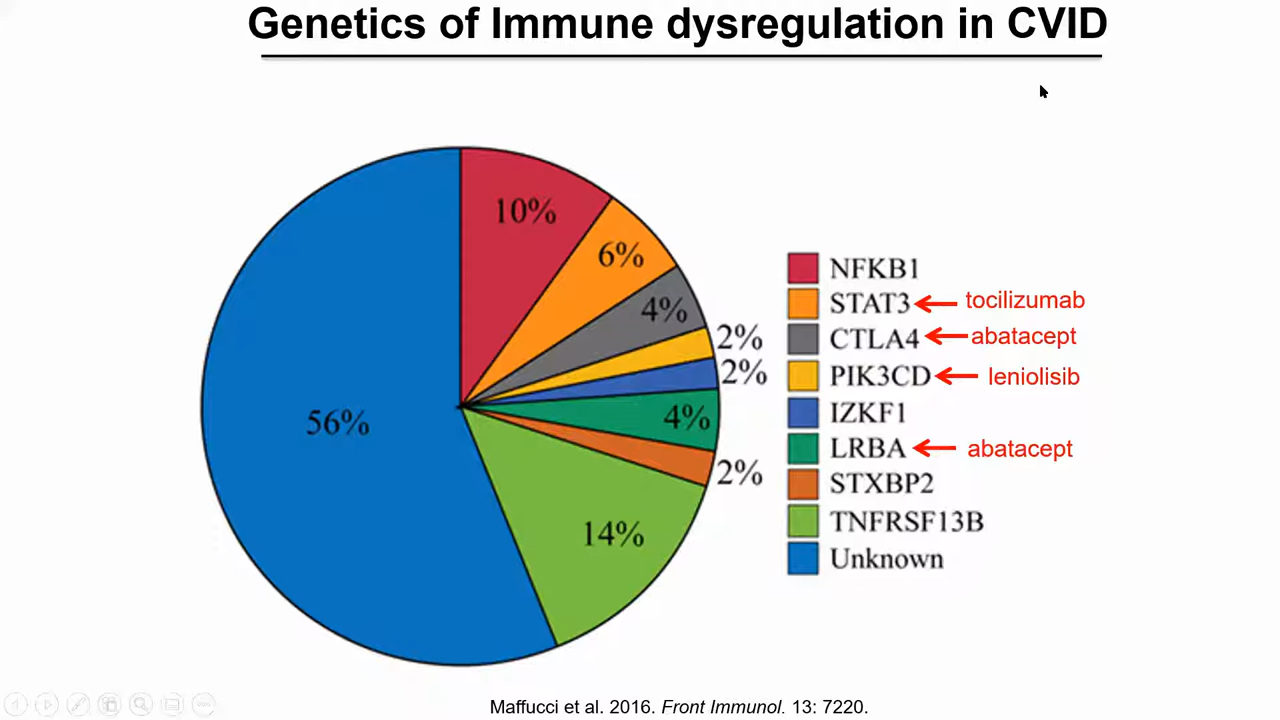 Genetics of Immune dysregulation in CVID
10%
6%
4%
2%
2%
4%
2%
14%
56%
NFKB1
STAT3 tocilizumab
CTLA4 abatacept
PIK3CD leniolisib
IZKF1
LRBA abatacept
STXBP2
TNFRSF13B
Unknown
Maffucci et al. 2016. Front Immunol. 13: 7220.